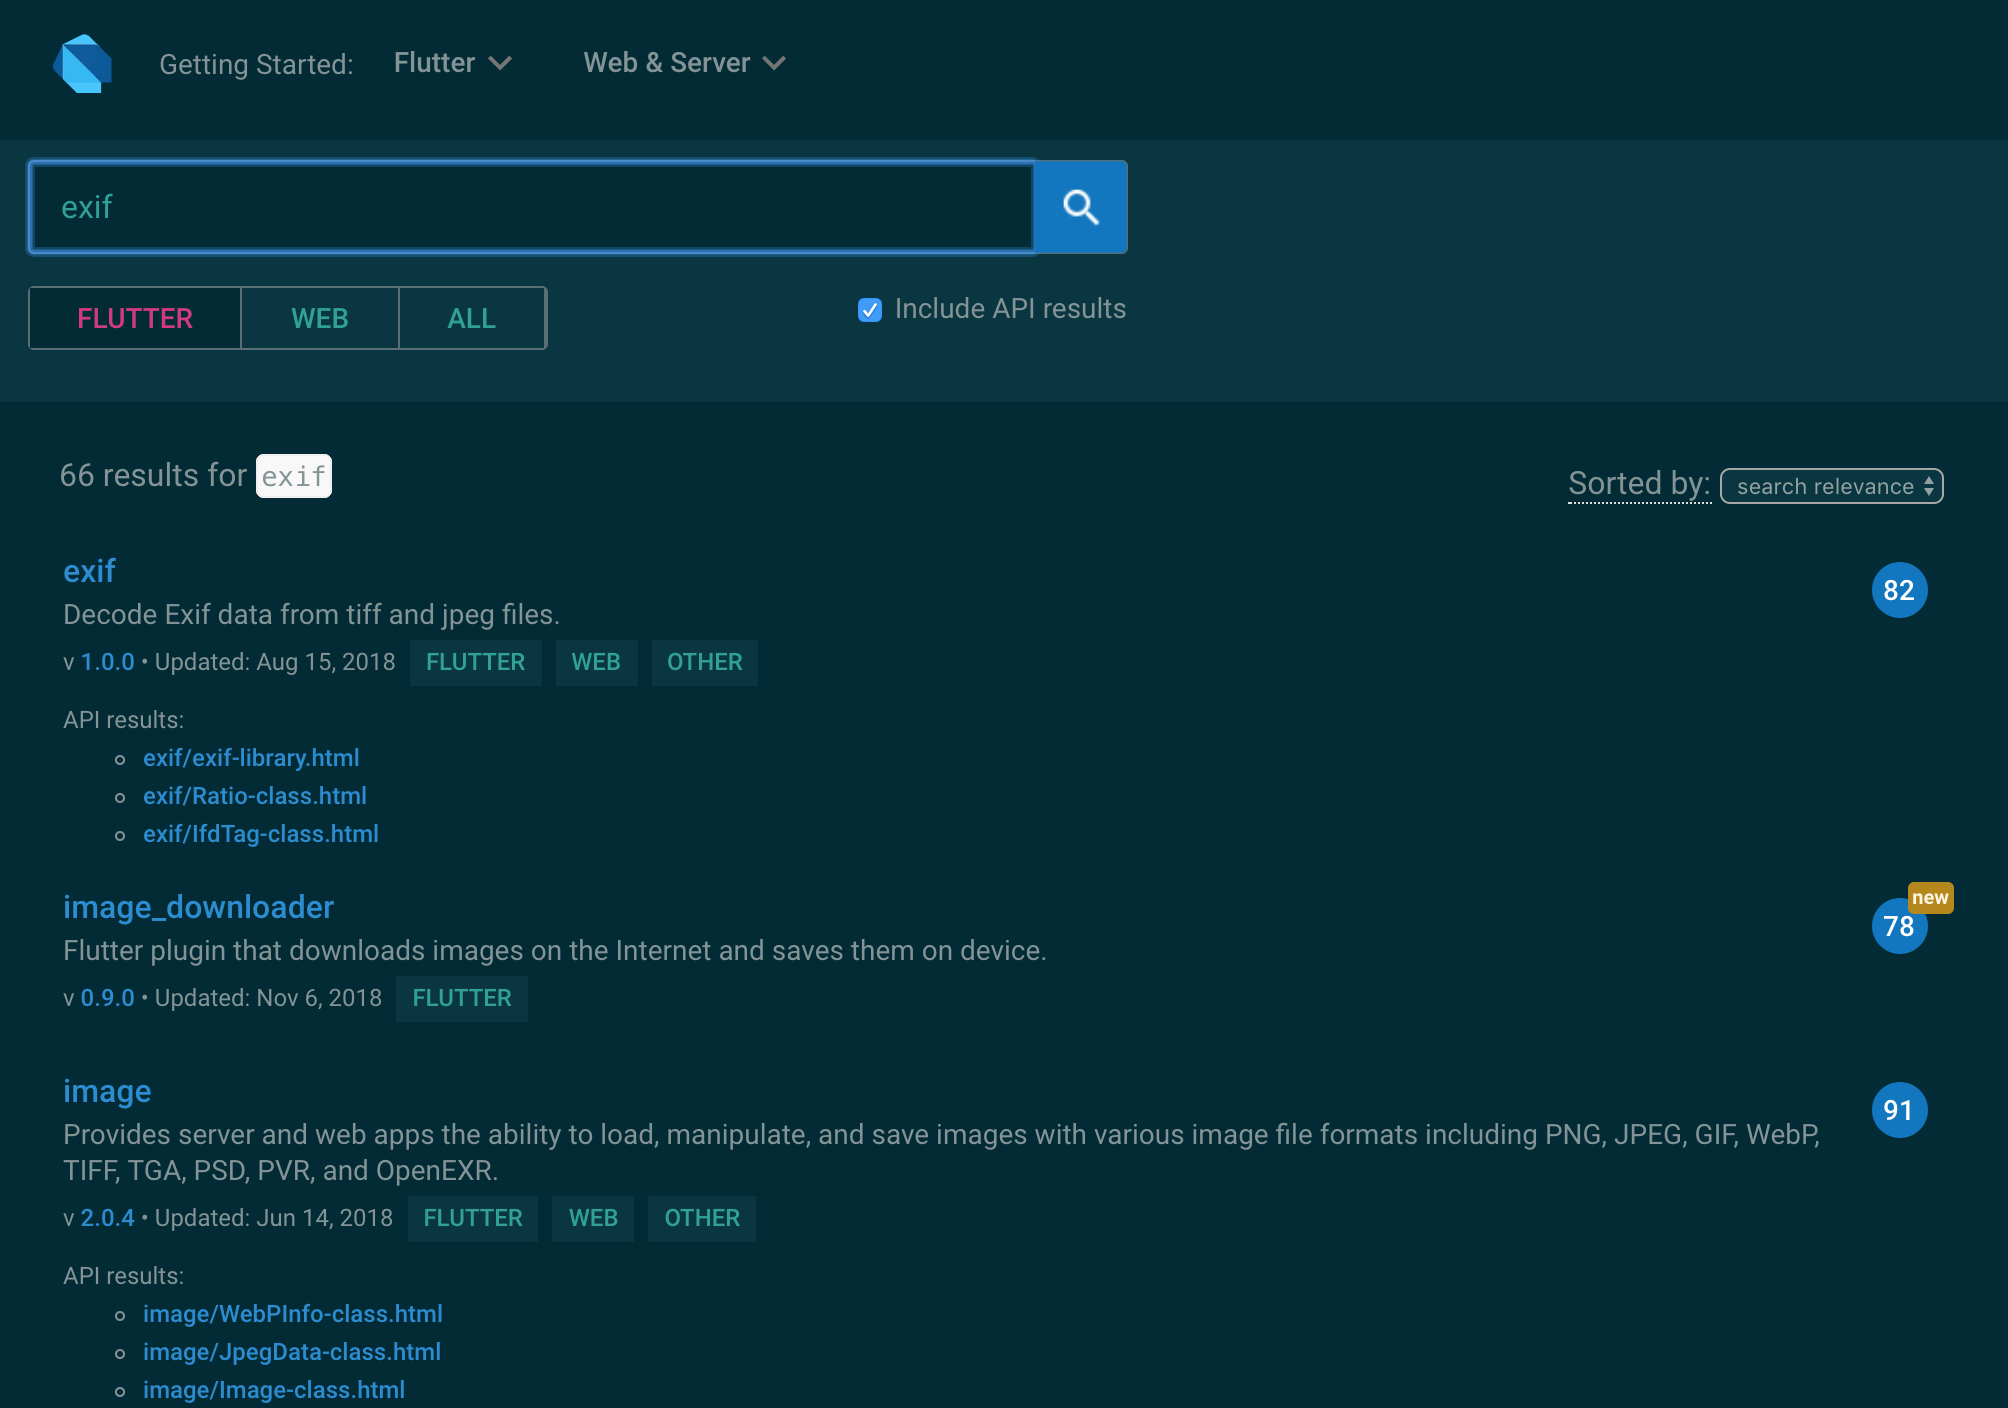 Getting Started: Flutter Web & Server
exif
FLUTTER WEB ALL
Include API results
66 results for exif
Sorted by: search relevance
exif
82
Decode Exif data from tiff and jpeg files.
v 1.0.0 • Updated: Aug 15, 2018 FLUTTER WEB OTHER
API results:
exif/exif-library.html
exif/Ratio-class.html
exif/IfdTag-class.html
image_downloader
new
78
Flutter plugin that downloads images on the Internet and saves them on device.
v 0.9.0 • Updated: Nov 6, 2018 FLUTTER
image
91
Provides server and web apps the ability to load, manipulate, and save images with various image file formats including PNG, JPEG, GIF, WebP,
TIFF, TGA, PSD, PVR, and OpenEXR.
v 2.0.4 • Updated: Jun 14, 2018 FLUTTER WEB OTHER
API results:
image/WebPInfo-class.html
image/JpegData-class.html
image/Image-class.html